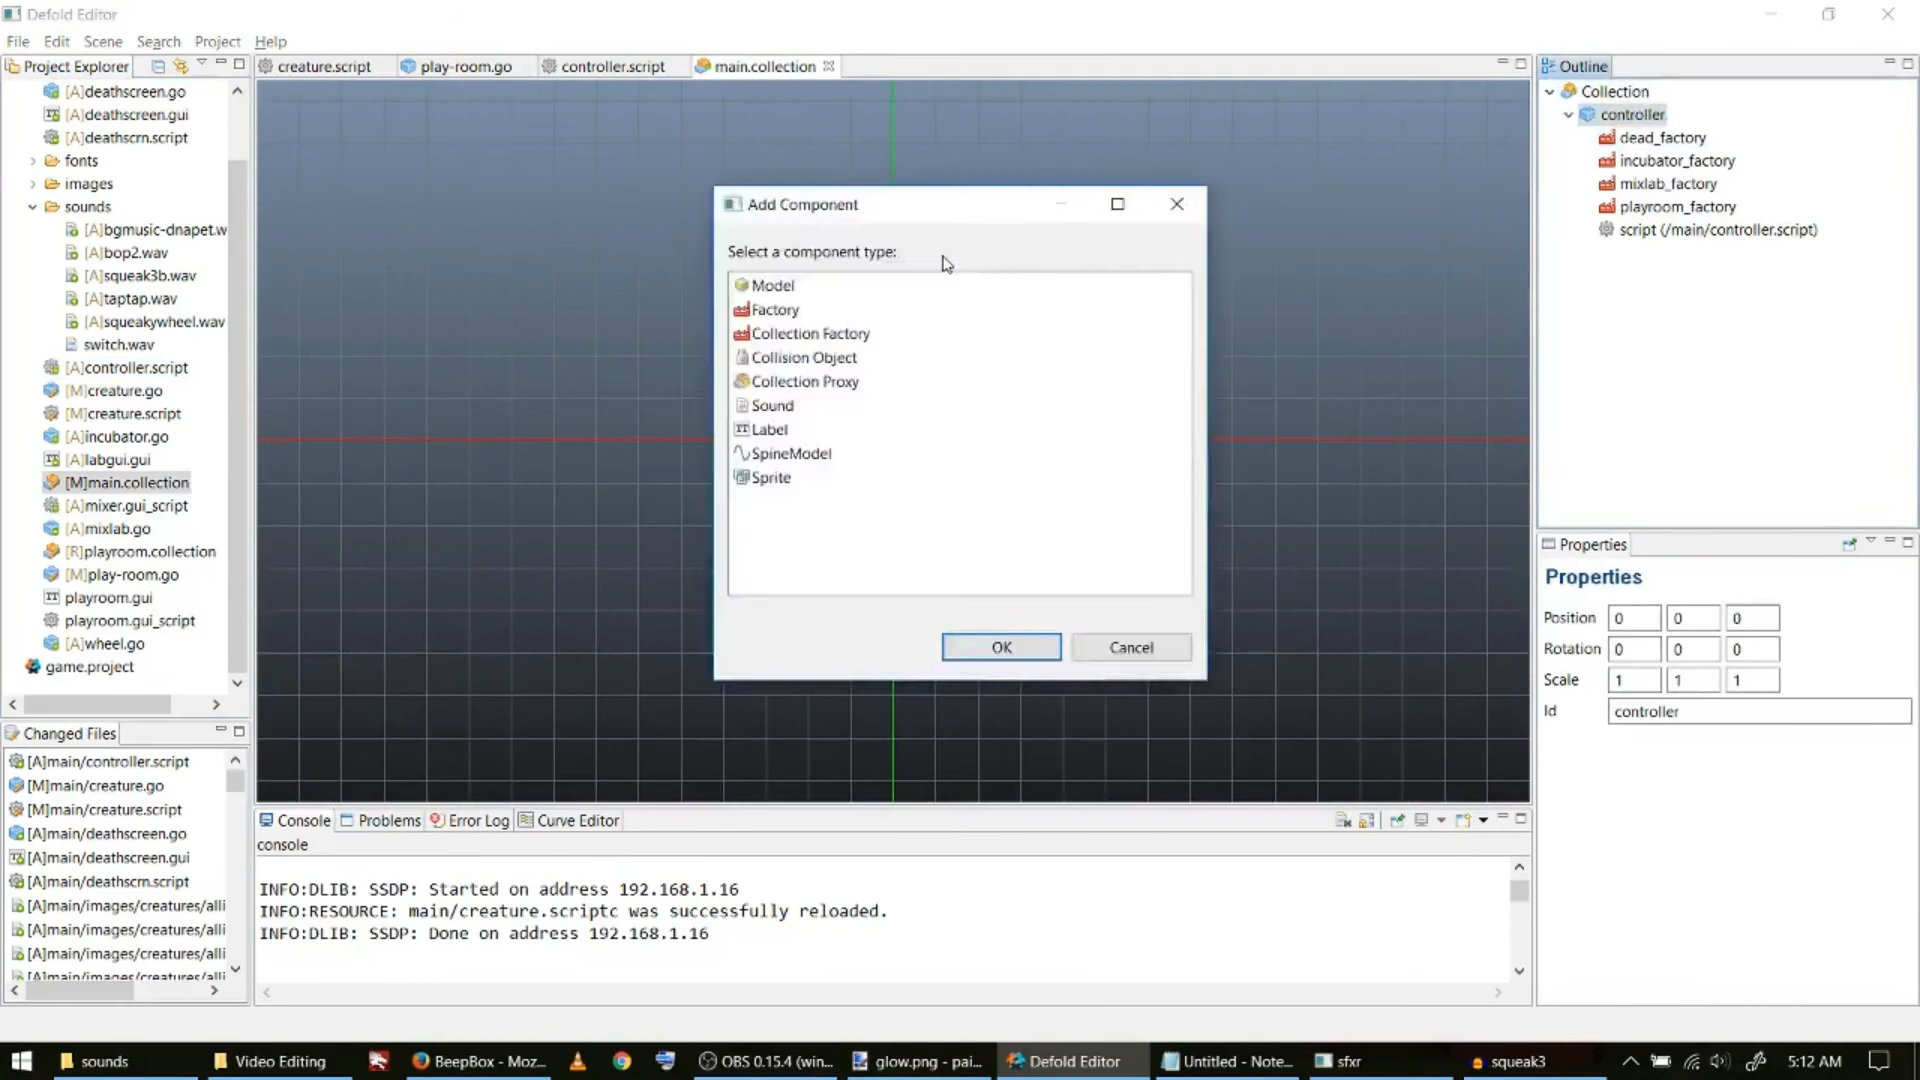 Defold Editor
File Edit Scene Search Project Help
Project Explorer
creature.script
play-room.go
controller.script
main.collection
[A]deathscreen.go
[A]deathscreen.gui
[A]deathscrn.script
fonts
images
sounds
[A]bgmusic-dnapet.w
[A]bop2.wav
[A]squeak3b.wav
[A]taptap.wav
[A]squeakywheel.wav
switch.wav
[A]controller.script
[M]creature.go
[M]creature.script
[A]incubator.go
[A]labgui.gui
[M]main.collection
[A]mixer.gui_script
[A]mixlab.go
[R]playroom.collection
[M]play-room.go
playroom.gui
playroom.gui_script
[A]wheel.go
game.project
Changed Files
[A]main/controller.script
[M]main/creature.go
[M]main/creature.script
[A]main/deathscreen.go
[A]main/deathscreen.gui
[A]main/deathscrn.script
[A]main/images/creatures/alli
[A]main/images/creatures/alli
[A]main/images/creatures/alli
[A]main/images/creatures/alli
Add Component
Select a component type:
Model
Factory
Collection Factory
Collision Object
Collection Proxy
Sound
Label
SpineModel
Sprite
OK Cancel
Console Problems Error Log Curve Editor
console
INFO:DLIB: SSDP: Started on address 192.168.1.16
INFO:RESOURCE: main/creature.scriptc was successfully reloaded.
INFO:DLIB: SSDP: Done on address 192.168.1.16
Outline
Collection
controller
dead_factory
incubator_factory
mixlab_factory
playroom_factory
script (/main/controller.script)
Properties
Properties
Position 0 0 0
Rotation 0 0 0
Scale 1 1 1
Id controller
sounds
Video Editing
BeepBox - Moz...
OBS 0.15.4 (win...
glow.png - pai...
Defold Editor
Untitled - Note...
sfxr
squeak3
5:12 AM